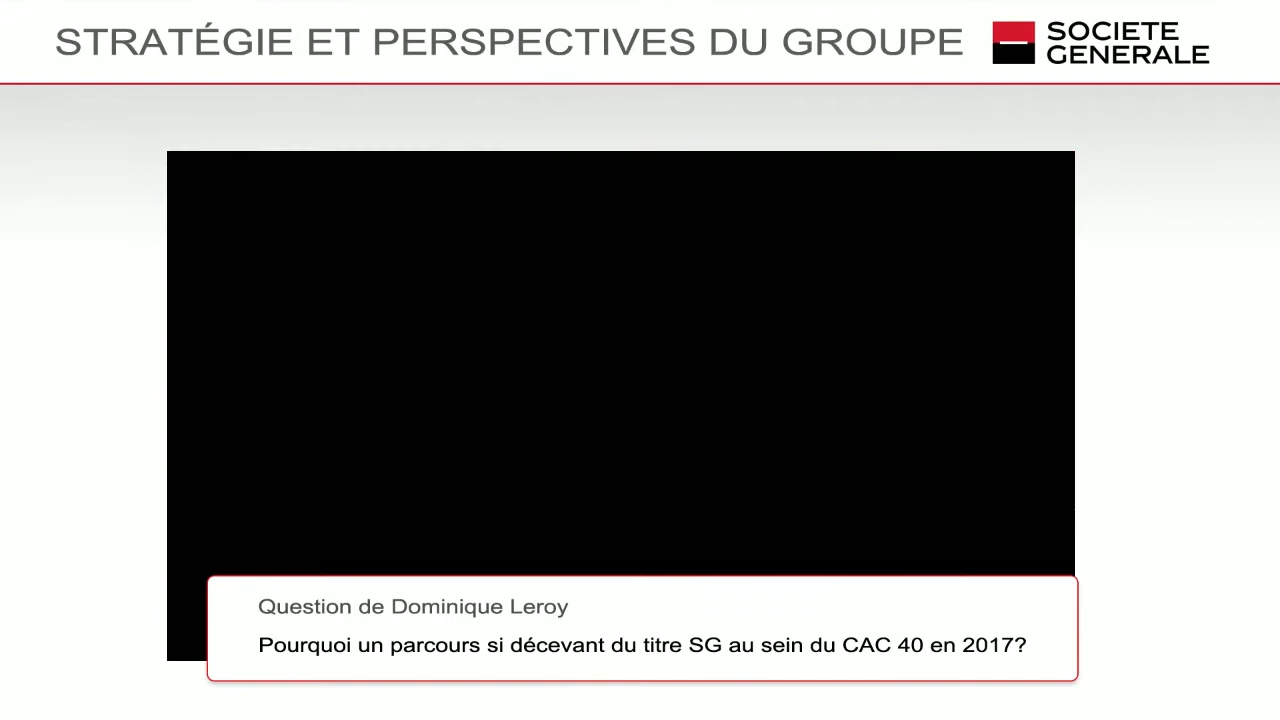 STRATÉGIE ET PERSPECTIVES DU GROUPE
SOCIETE
GENERALE
Question de Dominique Leroy
Pourquoi un parcours si décevant du titre SG au sein du CAC 40 en 2017?